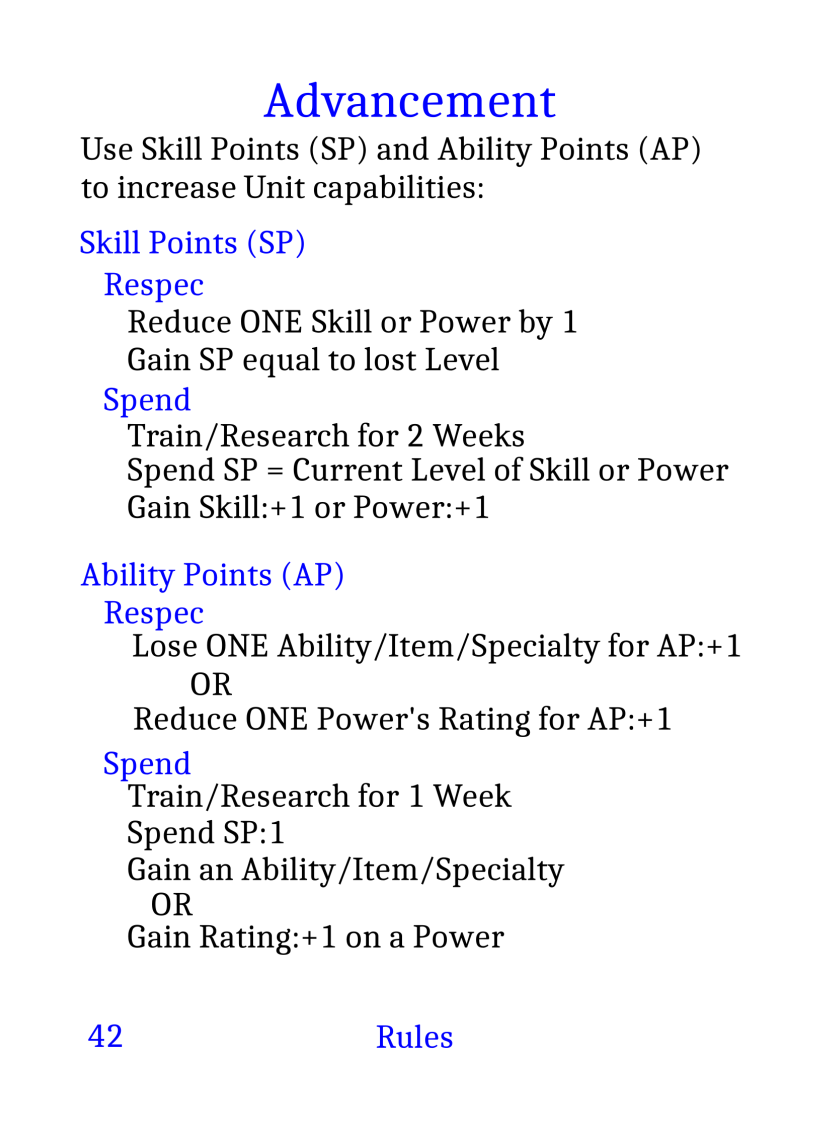 Advancement
Use Skill Points (SP) and Ability Points (AP)
to increase Unit capabilities:
Skill Points (SP)
Respec
Reduce ONE Skill or Power by 1
Gain SP equal to lost Level
Spend
Train/Research for 2 Weeks
Spend SP = Current Level of Skill or Power
Gain Skill:+1 or Power:+1
Ability Points (AP)
Respec
Lose ONE Ability/Item/Specialty for AP:+1
OR
Reduce ONE Power's Rating for AP:+1
Spend
Train/Research for 1 Week
Spend SP:1
Gain an Ability/Item/Specialty
OR
Gain Rating:+1 on a Power
42 Rules